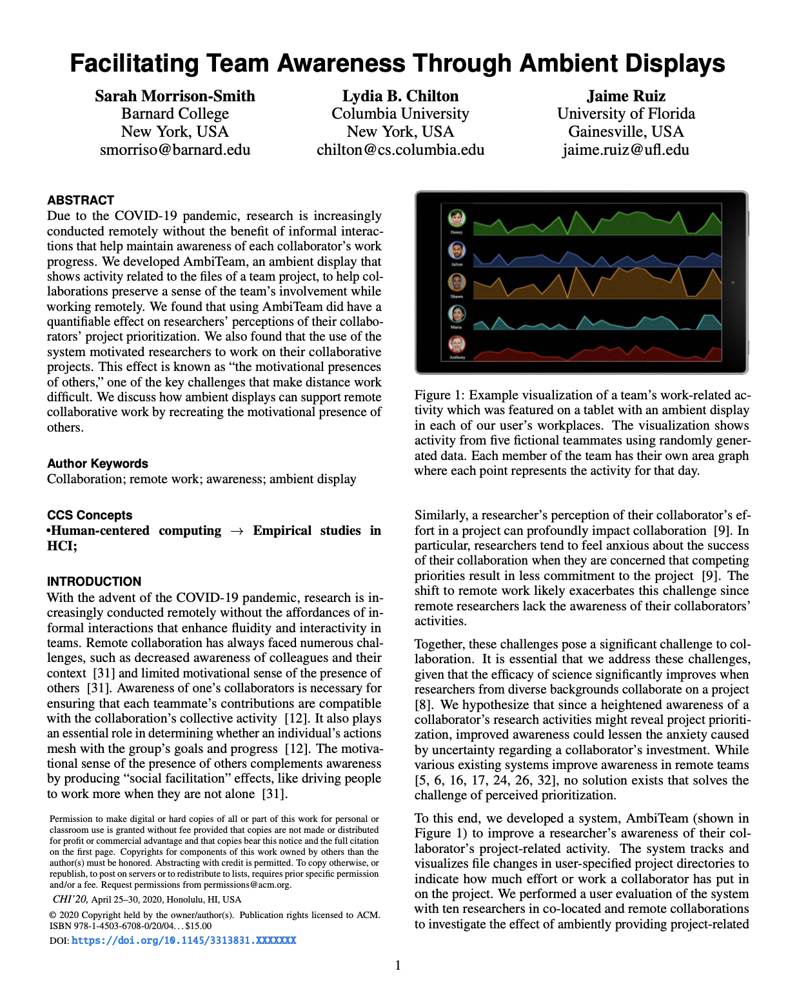 Facilitating Team Awareness Through Ambient Displays
Sarah Morrison-Smith
Barnard College
New York, USA
smorriso@barnard.edu
Lydia B. Chilton
Columbia University
New York, USA
chilton@cs.columbia.edu
Jaime Ruiz
University of Florida
Gainesville, USA
jaime.ruiz@ufl.edu
ABSTRACT
Due to the COVID-19 pandemic, research is increasingly
conducted remotely without the benefit of informal interac-
tions that help maintain awareness of each collaborator's work
progress. We developed AmbiTeam, an ambient display that
shows activity related to the files of a team project, to help col-
laborations preserve a sense of the team's involvement while
working remotely. We found that using AmbiTeam did have a
quantifiable effect on researchers' perceptions of their collabo-
rators' project prioritization. We also found that the use of the
system motivated researchers to work on their collaborative
projects. This effect is known as “the motivational presences
of others,” one of the key challenges that make distance work
difficult. We discuss how ambient displays can support remote
collaborative work by recreating the motivational presence of
others.
Author Keywords
Collaboration; remote work; awareness; ambient display
CCS Concepts
•Human-centered computing → Empirical studies in
HCI;
INTRODUCTION
With the advent of the COVID-19 pandemic, research is in-
creasingly conducted remotely without the affordances of in-
formal interactions that enhance fluidity and interactivity in
teams. Remote collaboration has always faced numerous chal-
lenges, such as decreased awareness of colleagues and their
context [31] and limited motivational sense of the presence of
others [31]. Awareness of one's collaborators is necessary for
ensuring that each teammate's contributions are compatible
with the collaboration's collective activity [12]. It also plays
an essential role in determining whether an individual's actions
mesh with the group's goals and progress [12]. The motiva-
tional sense of the presence of others complements awareness
by producing “social facilitation” effects, like driving people
to work more when they are not alone [31].
Permission to make digital or hard copies of all or part of this work for personal or
classroom use is granted without fee provided that copies are not made or distributed
for profit or commercial advantage and that copies bear this notice and the full citation
on the first page. Copyrights for components of this work owned by others than the
author(s) must be honored. Abstracting with credit is permitted. To copy otherwise, or
republish, to post on servers or to redistribute to lists, requires prior specific permission
and/or a fee. Request permissions from permissions@acm.org.
CHI'20, April 25–30, 2020, Honolulu, HI, USA
© 2020 Copyright held by the owner/author(s). Publication rights licensed to ACM.
ISBN 978-1-4503-6708-0/20/04...$15.00
DOI: https://doi.org/10.1145/3313831.XXXXXXX
Honey
Julien
Shawn
Maria
Anthony
Figure 1: Example visualization of a team's work-related ac-
tivity which was featured on a tablet with an ambient display
in each of our user's workplaces. The visualization shows
activity from five fictional teammates using randomly gener-
ated data. Each member of the team has their own area graph
where each point represents the activity for that day.
Similarly, a researcher's perception of their collaborator's ef-
fort in a project can profoundly impact collaboration [9]. In
particular, researchers tend to feel anxious about the success
of their collaboration when they are concerned that competing
priorities result in less commitment to the project [9]. The
shift to remote work likely exacerbates this challenge since
remote researchers lack the awareness of their collaborators'
activities.
Together, these challenges pose a significant challenge to col-
laboration. It is essential that we address these challenges,
given that the efficacy of science significantly improves when
researchers from diverse backgrounds collaborate on a project
[8]. We hypothesize that since a heightened awareness of a
collaborator's research activities might reveal project prioriti-
zation, improved awareness could lessen the anxiety caused
by uncertainty regarding a collaborator's investment. While
various existing systems improve awareness in remote teams
[5, 6, 16, 17, 24, 26, 32], no solution exists that solves the
challenge of perceived prioritization.
To this end, we developed a system, AmbiTeam (shown in
Figure 1) to improve a researcher's awareness of their col-
laborator's project-related activity. The system tracks and
visualizes file changes in user-specified project directories to
indicate how much effort or work a collaborator has put in
on the project. We performed a user evaluation of the system
with ten researchers in co-located and remote collaborations
to investigate the effect of ambiently providing project-related
1